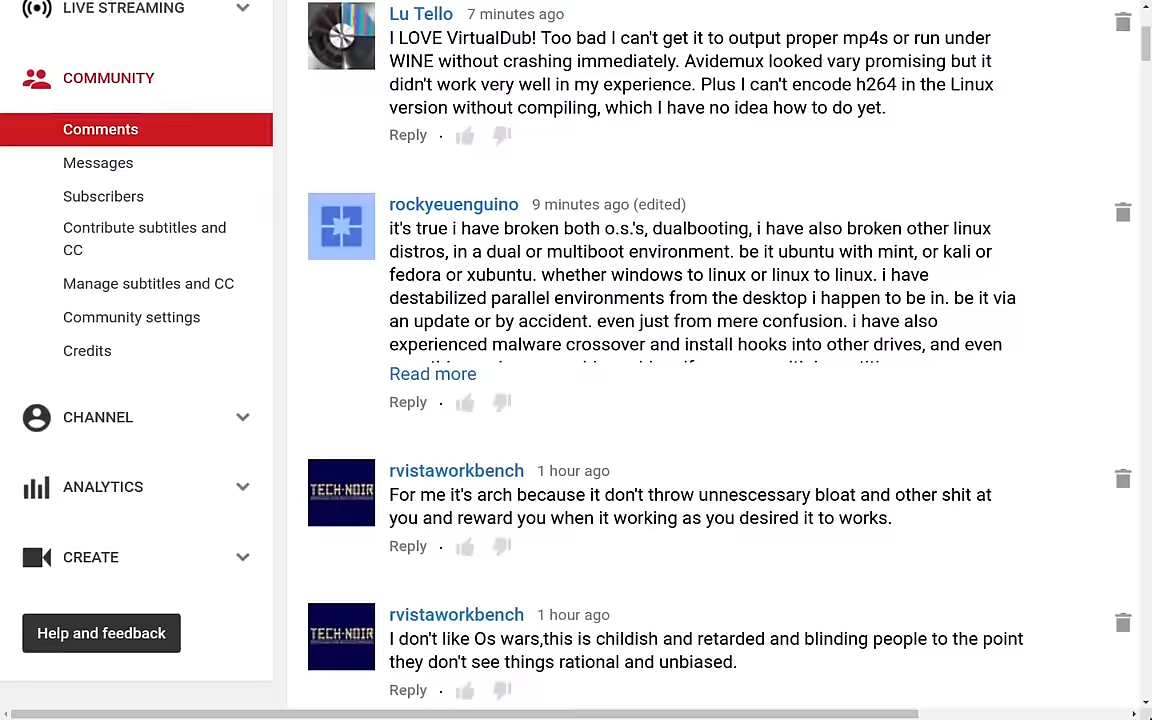 LIVE STREAMING
COMMUNITY
Comments
Messages
Subscribers
Contribute subtitles and
CC
Manage subtitles and CC
Community settings
Credits
CHANNEL
ANALYTICS
CREATE
Help and feedback
Lu Tello 7 minutes ago
I LOVE VirtualDub! Too bad I can't get it to output proper mp4s or run under
WINE without crashing immediately. Avidemux looked vary promising but it
didn't work very well in my experience. Plus I can't encode h264 in the Linux
version without compiling, which I have no idea how to do yet.
Reply
rockyeuenguino 9 minutes ago (edited)
it's true i have broken both o.s.'s, dualbooting, i have also broken other linux
distros, in a dual or multiboot environment. be it ubuntu with mint, or kali or
fedora or xubuntu. whether windows to linux or linux to linux. i have
destabilized parallel environments from the desktop i happen to be in. be it via
an update or by accident. even just from mere confusion. i have also
experienced malware crossover and install hooks into other drives, and even
Read more
Reply
TECH-NOIR
rvistaworkbench 1 hour ago
For me it's arch because it don't throw unnescessary bloat and other shit at
you and reward you when it working as you desired it to works.
Reply
TECH-NOIR
rvistaworkbench 1 hour ago
I don't like Os wars,this is childish and retarded and blinding people to the point
they don't see things rational and unbiased.
Reply